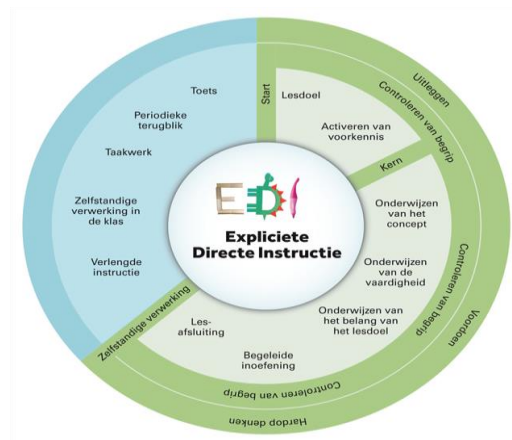 Start
Lesdoel
Activeren van
voorkennis
Kern
Onderwijzen
van het
concept
Onderwijzen
van de
vaardigheid
Onderwijzen van
het belang van
het lesdoel
Begeleide
inoefening
Les-
afsluiting
Zelfstandige verwerking
Verlengde
instructie
Zelfstandige
verwerking in
de klas
Taakwerk
Periodieke
terugblik
Toets
EDI
Expliciete
Directe Instructie
Controleren van begrip
Controleren van begrip
Controleren van begrip
Uitleggen
Voordoen
Hardop denken